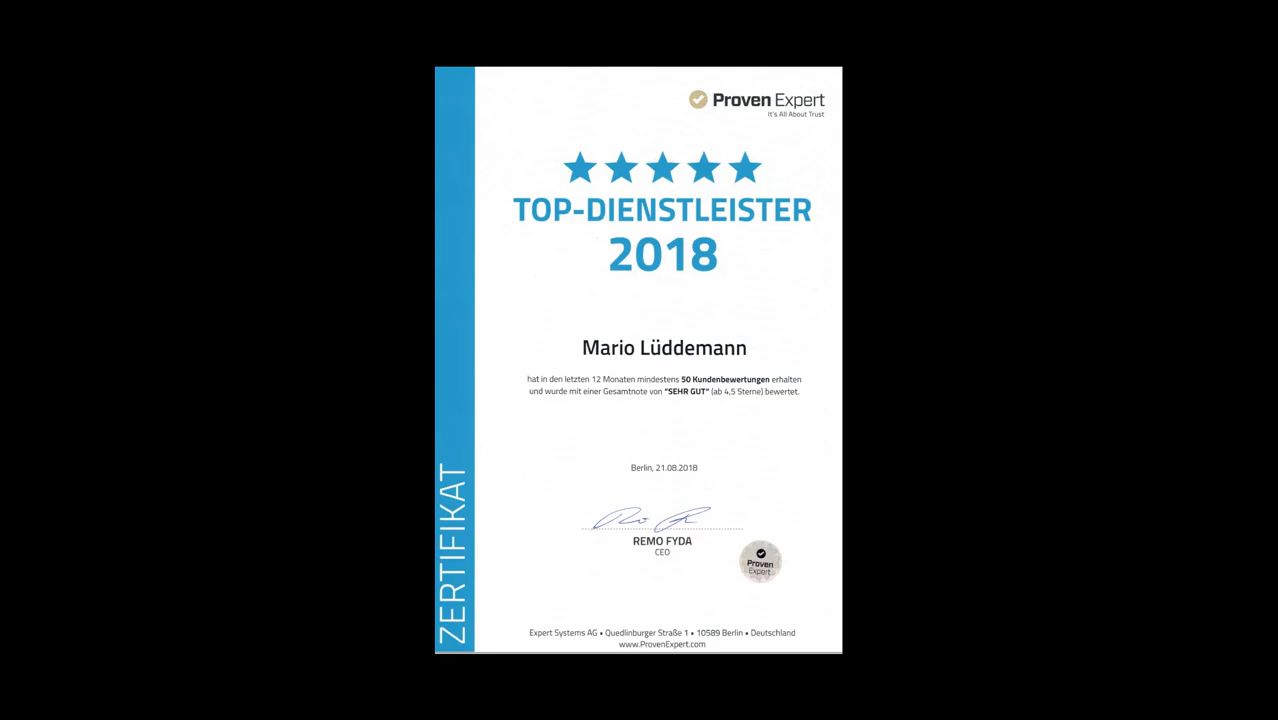 Proven Expert
It's All About Trust
TOP-DIENSTLEISTER
2018
Mario Lüddemann
hat in den letzten 12 Monaten mindestens 50 Kundenbewertungen erhalten
und wurde mit einer Gesamtnote von "SEHR GUT" (ab 4,5 Sterne) bewertet.
Berlin, 21.08.2018
REMO FYDA
CEO
Proven
Expert
Expert Systems AG • Quedlinburger Straße 1 • 10589 Berlin • Deutschland
www.ProvenExpert.com
ZERTIFIKAT